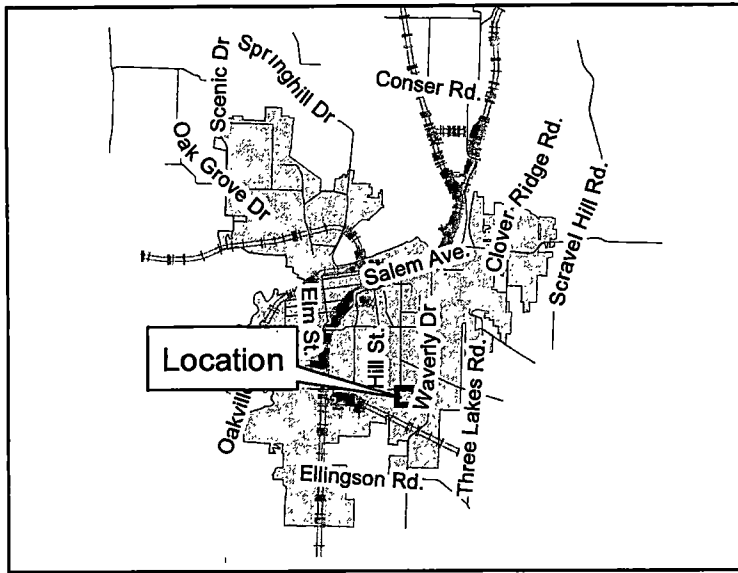 Scenic Dr
Springhill Dr
Conser Rd.
Oak Grove Dr
Clover Ridge Rd.
Scravel Hill Rd.
Salem Ave.
Elm St.
Hill St.
Waverly Dr
Location
Three Lakes Rd.
Ellingson Rd.